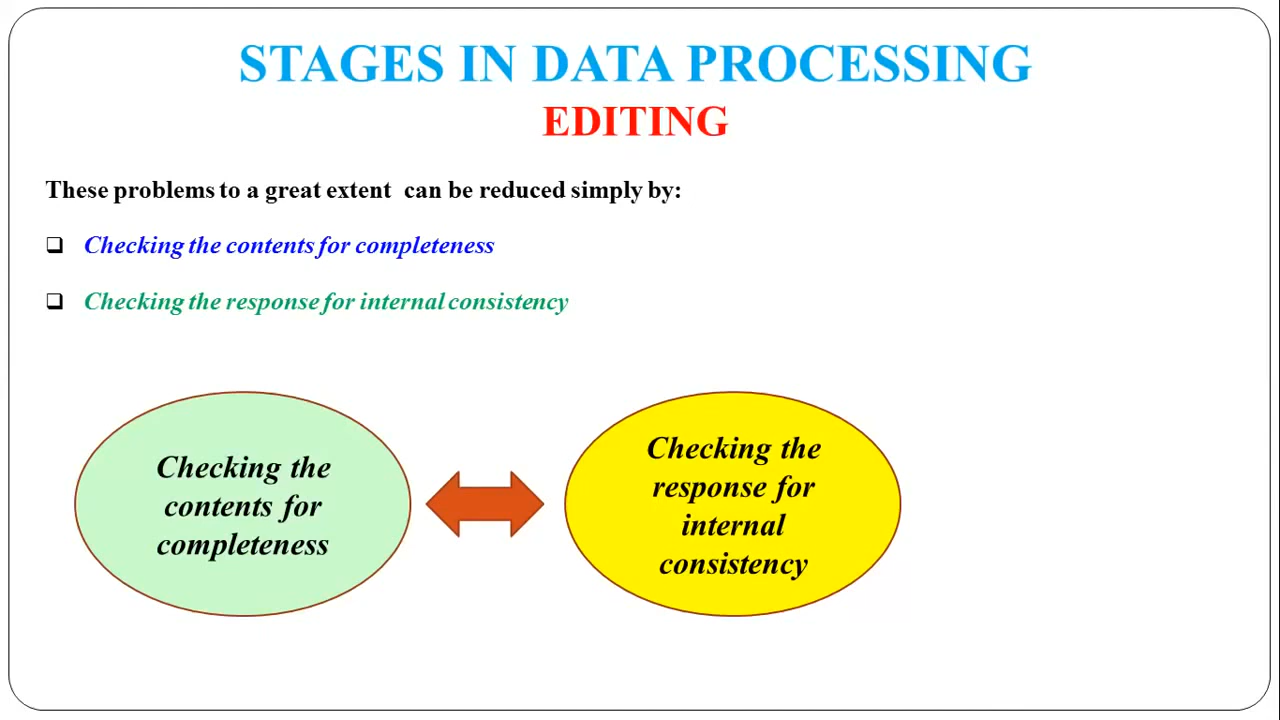 STAGES IN DATA PROCESSING
EDITING
These problems to a great extent can be reduced simply by:
Checking the contents for completeness
Checking the response for internal consistency
Checking the
contents for
completeness
Checking the
response for
internal
consistency